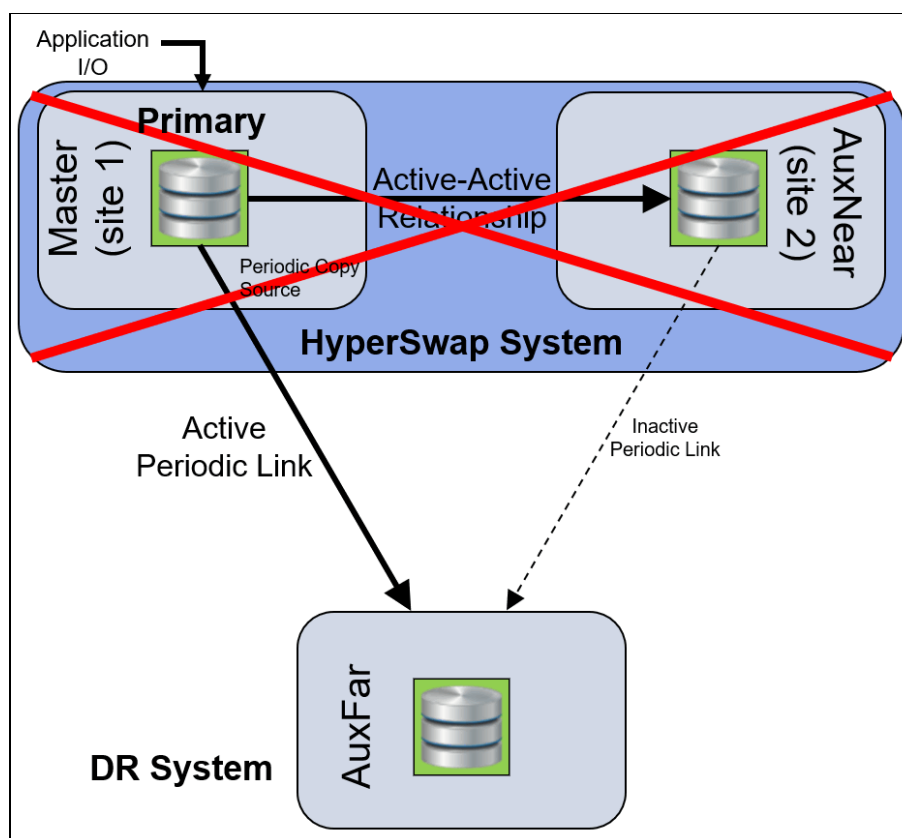 Application
I/O
Primary
Master
(site 1)
Active-Active
Relationship
AuxNear
(site 2)
Periodic Copy
Source
HyperSwap System
Active
Periodic Link
Inactive
Periodic Link
AuxFar
DR System